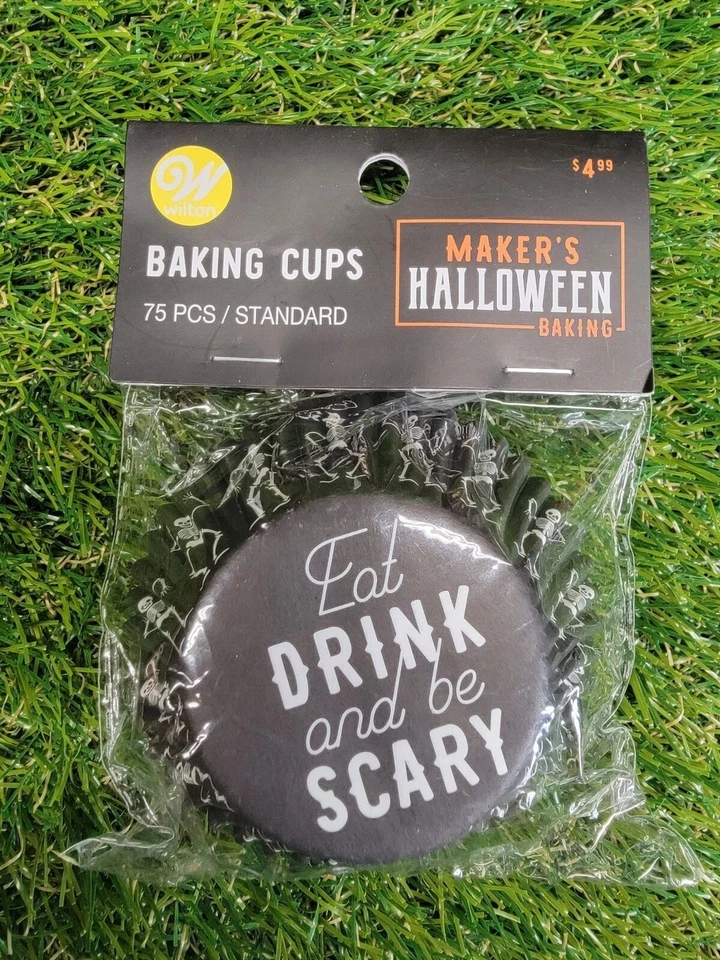 W
wilton
$4.99
BAKING CUPS
75 PCS / STANDARD
MAKER'S
HALLOWEEN
BAKING
Eat
DRINK
and be
SCARY